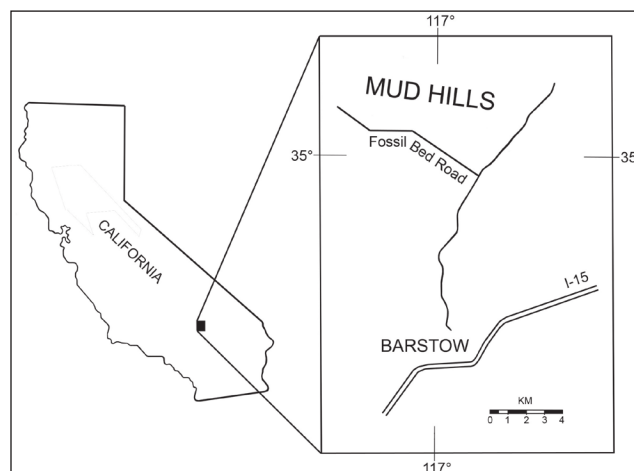 117°
MUD HILLS
Fossil Bed Road
35°
35
CALIFORNIA
I-15
BARSTOW
KM
0 1 2 3 4
117°